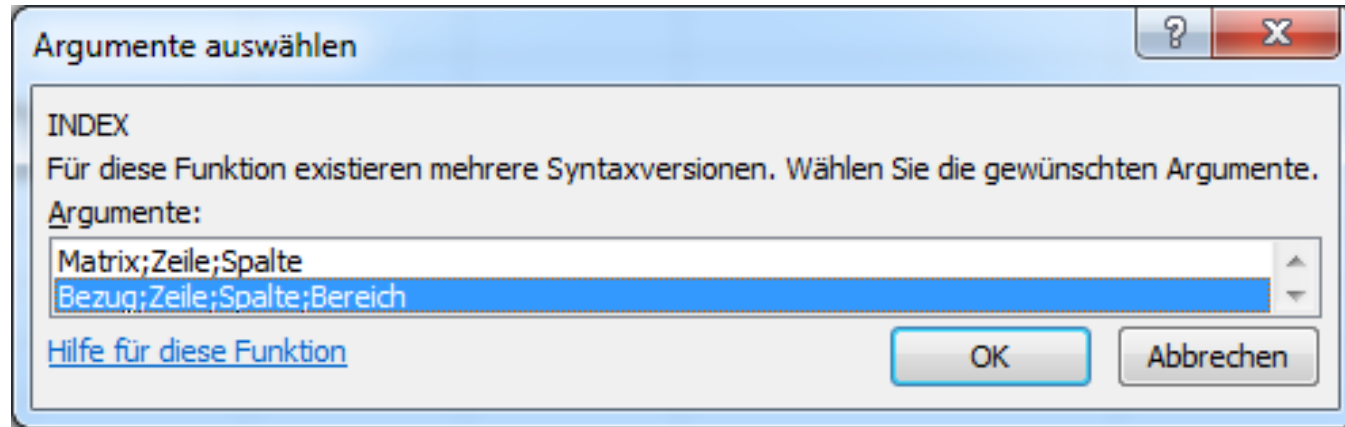 Argumente auswählen
?
INDEX
Für diese Funktion existieren mehrere Syntaxversionen. Wählen Sie die gewünschten Argumente.
Argumente:
Matrix;Zeile;Spalte
Bezug;Zeile;Spalte;Bereich
Hilfe für diese Funktion
OK
Abbrechen